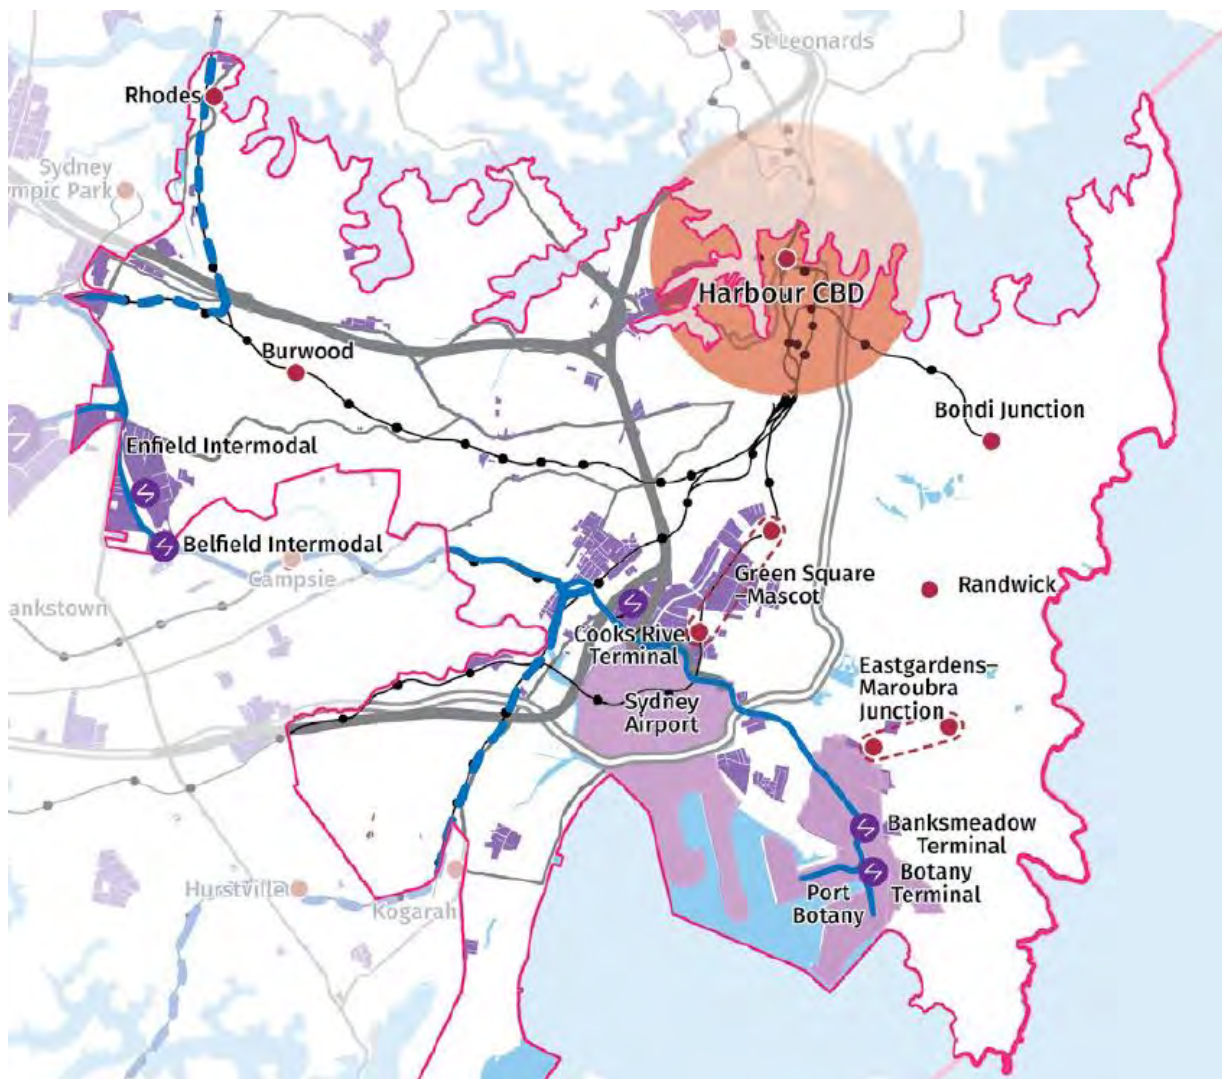 St Leonards
Rhodes
Sydney
mpic Park
Harbour CBD
Burwood
Bondi Junction
Enfield Intermodal
Belfield Intermodal
Campsie
ankstown
Green Square
–Mascot
Randwick
Cooks River
Terminal
Eastgardens–
Maroubra
Junction
Sydney
Airport
Banksmeadow
Terminal
Botany
Terminal
Port
Botany
Hurstville
Kogarah